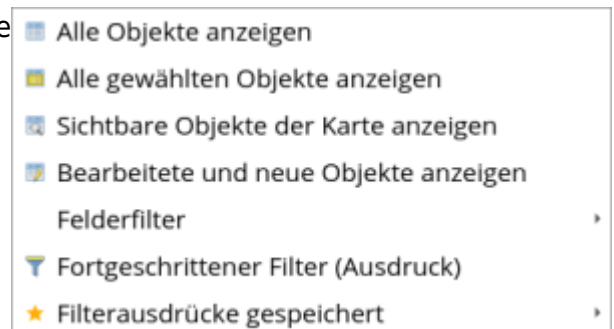 e
Alle Objekte anzeigen
Alle gewählten Objekte anzeigen
Sichtbare Objekte der Karte anzeigen
Bearbeitete und neue Objekte anzeigen
Felderfilter
Fortgeschrittener Filter (Ausdruck)
Filterausdrücke gespeichert